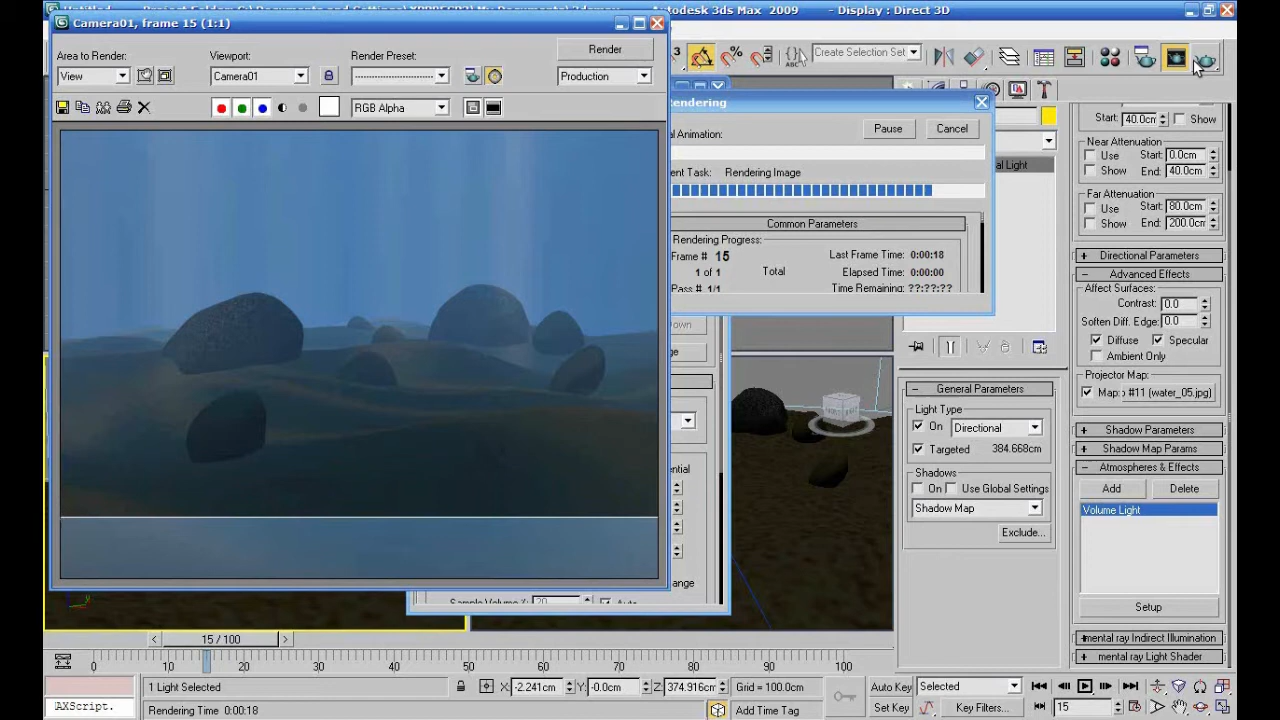 Camera01, frame 15 (1:1)
Autodesk 3ds Max 2009 - Display : Direct 3D
Area to Render:
Viewport:
Render Preset:
Render
View
Camera01
Production
RGB Alpha
Create Selection Set
Rendering
al Animation:
Pause
Cancel
ent Task: Rendering Image
Common Parameters
Rendering Progress:
Frame # 15
Last Frame Time: 0:00:18
1 of 1
Total
Elapsed Time: 0:00:00
Pass # 1/1
Time Remaining: ??:??:??
Start: 40.0cm
Show
Near Attenuation
Use
Start: 0.0cm
Show
End: 40.0cm
Far Attenuation
Use
Start: 80.0cm
Show
End: 200.0cm
Directional Parameters
Advanced Effects
Affect Surfaces:
Contrast: 0.0
Soften Diff. Edge: 0.0
Diffuse
Specular
Ambient Only
Projector Map:
Map #11 (water_05.jpg)
Shadow Parameters
Shadow Map Params
Atmospheres & Effects
Add
Delete
Volume Light
Setup
mental ray Indirect Illumination
mental ray Light Shader
al Light
General Parameters
Light Type
On
Directional
Targeted
384.668cm
Shadows
On
Use Global Settings
Shadow Map
Exclude...
15 / 100
0 10 20 30 40 50 60 70 80 90 100
1 Light Selected
X: -2.241cm
Y: -0.0cm
Z: 374.916cm
Grid = 100.0cm
Auto Key
Selected
AXScript.
Rendering Time 0:00:18
Add Time Tag
Set Key
Key Filters...
15